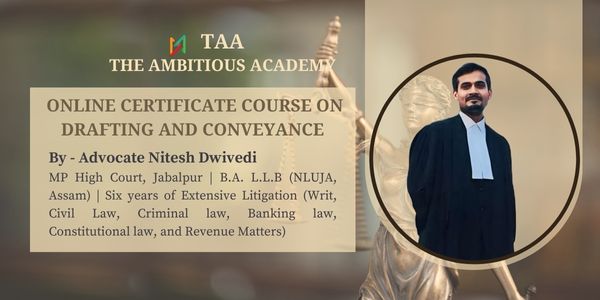 TAA
THE AMBITIOUS ACADEMY
ONLINE CERTIFICATE COURSE ON
DRAFTING AND CONVEYANCE
By - Advocate Nitesh Dwivedi
MP High Court, Jabalpur | B.A. L.L.B (NLUJA,
Assam) | Six years of Extensive Litigation (Writ,
Civil Law, Criminal law, Banking law,
Constitutional law, and Revenue Matters)